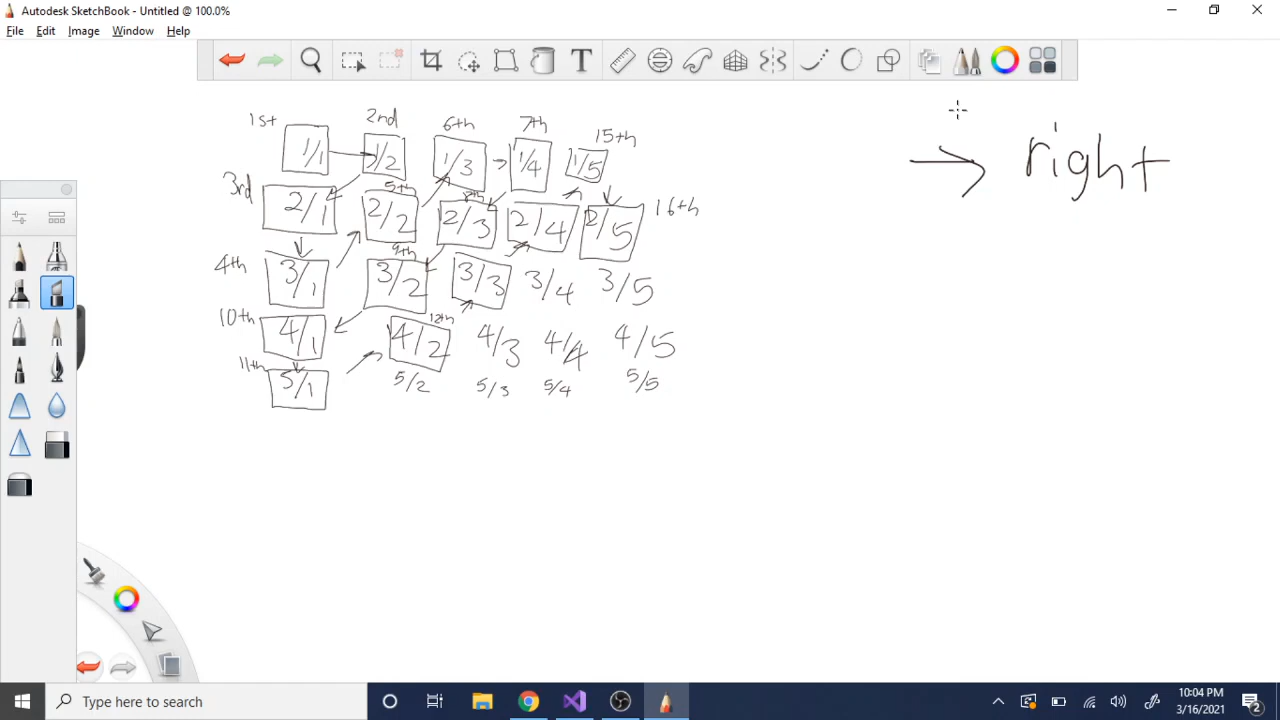 Autodesk SketchBook - Untitled @ 100.0%
File Edit Image Window Help
T
1st 2nd 6th 7th 15th
1/1 1/2 1/3 1/4 1/5
3rd 5th 8th 16th
2/1 2/2 2/3 2/4 2/5
4th 9th
3/1 3/2 3/3 3/4 3/5
10th 12th
4/1 4/2 4/3 4/4 4/5
11th
5/1 5/2 5/3 5/4 5/5
right
Type here to search
10:04 PM
3/16/2021
2